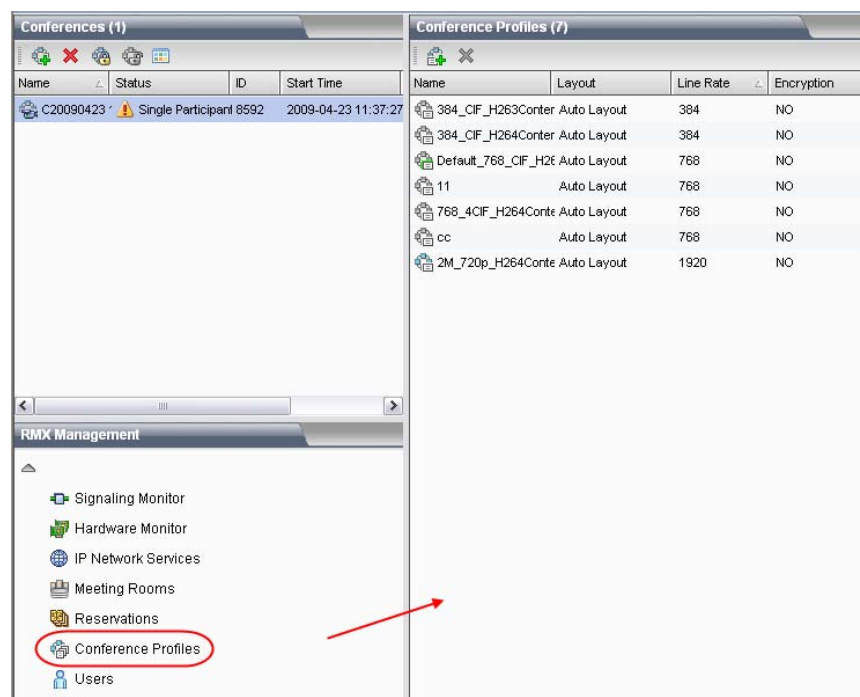 Conferences (1)
Name Status ID Start Time
C20090423 Single Participant 8592 2009-04-23 11:37:27
RMX Management
Signaling Monitor
Hardware Monitor
IP Network Services
Meeting Rooms
Reservations
Conference Profiles
Users
Conference Profiles (7)
Name Layout Line Rate Encryption
384_CIF_H263Conter Auto Layout 384 NO
384_CIF_H264Conter Auto Layout 384 NO
Default_768_CIF_H26 Auto Layout 768 NO
11 Auto Layout 768 NO
768_4CIF_H264Conte Auto Layout 768 NO
cc Auto Layout 768 NO
2M_720p_H264Conte Auto Layout 1920 NO